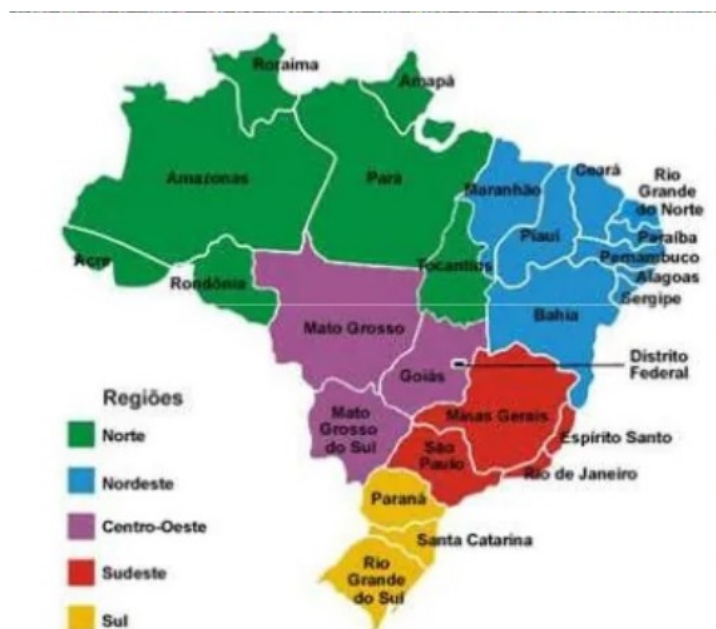 Roraima
Amapá
Amazonas
Pará
Maranhão
Ceará
Rio
Grande
do Norte
Piauí
Paraíba
Pernambuco
Acre
Rondônia
Tocantins
Alagoas
Sergipe
Mato Grosso
Bahia
Goiás
Distrito
Federal
Mato
Grosso
do Sul
Minas Gerais
Espírito Santo
São
Paulo
Rio de Janeiro
Paraná
Santa Catarina
Rio
Grande
do Sul
Regiões
Norte
Nordeste
Centro-Oeste
Sudeste
Sul